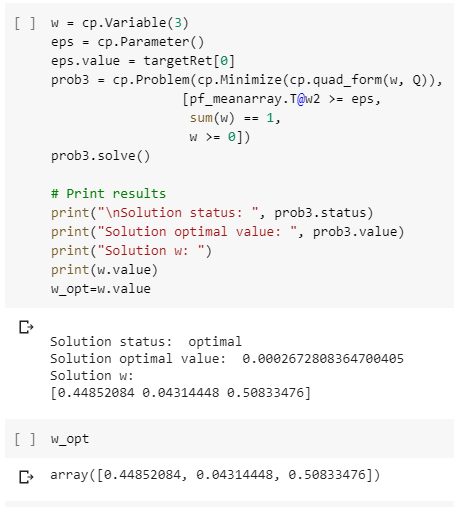 [ ] w = cp.Variable(3)
eps = cp.Parameter()
eps.value = targetRet[0]
prob3 = cp.Problem(cp.Minimize(cp.quad_form(w, Q)),
[pf_meanarray.T@w2 >= eps,
sum(w) == 1,
w >= 0])
prob3.solve()
# Print results
print("\nSolution status: ", prob3.status)
print("Solution optimal value: ", prob3.value)
print("Solution w: ")
print(w.value)
w_opt=w.value
Solution status:  optimal
Solution optimal value:  0.0002672808364700405
Solution w:
[0.44852084 0.04314448 0.50833476]
[ ] w_opt
array([0.44852084, 0.04314448, 0.50833476])